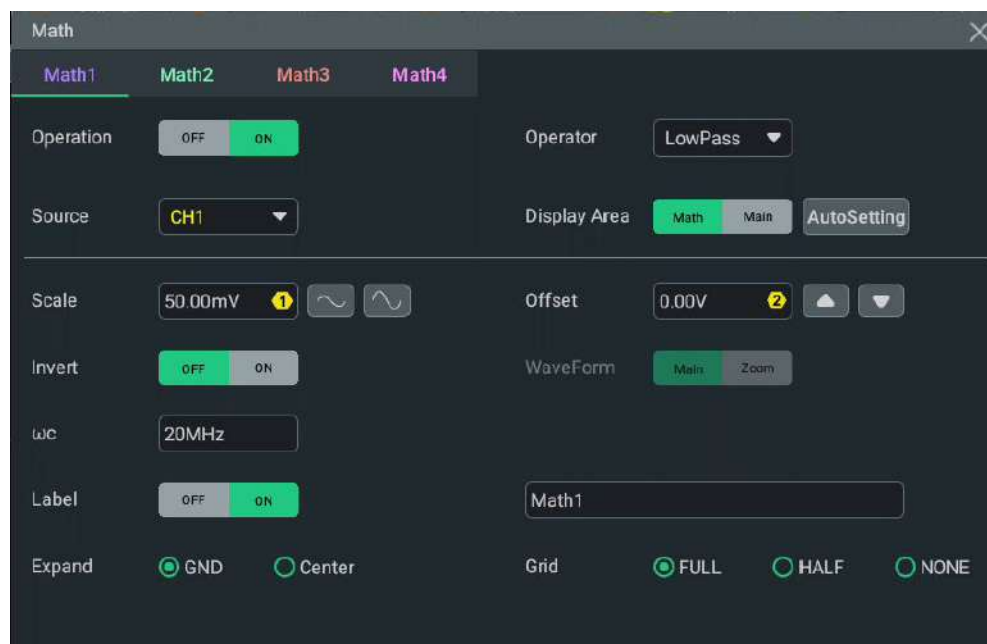 Math
Math1 Math2 Math3 Math4
Operation OFF ON Operator LowPass
Source CH1 Display Area Math Main AutoSetting
Scale 50.00mV 1 Offset 0.00V 2
Invert OFF ON WaveForm Main Zoom
ωc 20MHz
Label OFF ON Math1
Expand GND Center Grid FULL HALF NONE